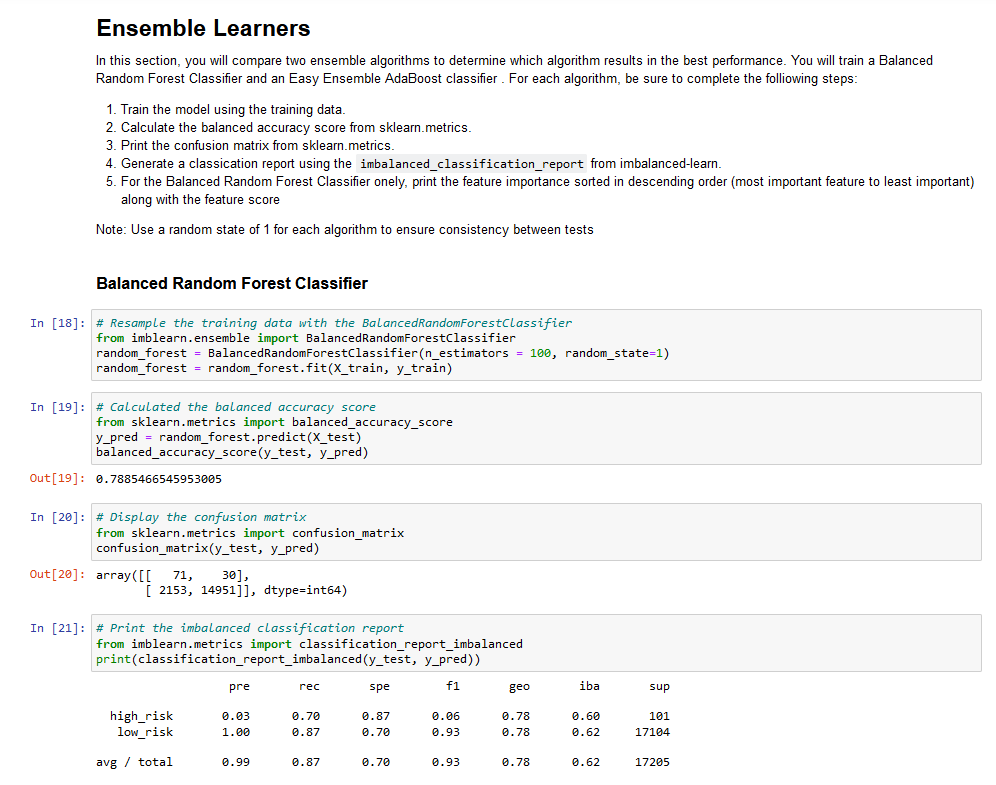 Ensemble Learners
In this section, you will compare two ensemble algorithms to determine which algorithm results in the best performance. You will train a Balanced
Random Forest Classifier and an Easy Ensemble AdaBoost classifier . For each algorithm, be sure to complete the folliowing steps:
1. Train the model using the training data.
2. Calculate the balanced accuracy score from sklearn.metrics.
3. Print the confusion matrix from sklearn.metrics.
4. Generate a classication report using the imbalanced_classification_report from imbalanced-learn.
5. For the Balanced Random Forest Classifier onely, print the feature importance sorted in descending order (most important feature to least important)
along with the feature score
Note: Use a random state of 1 for each algorithm to ensure consistency between tests
Balanced Random Forest Classifier
In [18]: # Resample the training data with the BalancedRandomForestClassifier
from imblearn.ensemble import BalancedRandomForestClassifier
random_forest = BalancedRandomForestClassifier(n_estimators = 100, random_state=1)
random_forest = random_forest.fit(X_train, y_train)
In [19]: # Calculated the balanced accuracy score
from sklearn.metrics import balanced_accuracy_score
y_pred = random_forest.predict(X_test)
balanced_accuracy_score(y_test, y_pred)
Out[19]: 0.7885466545953005
In [20]: # Display the confusion matrix
from sklearn.metrics import confusion_matrix
confusion_matrix(y_test, y_pred)
Out[20]: array([[   71,    30],
[ 2153, 14951]], dtype=int64)
In [21]: # Print the imbalanced classification report
from imblearn.metrics import classification_report_imbalanced
print(classification_report_imbalanced(y_test, y_pred))
pre rec spe f1 geo iba sup
high_risk 0.03 0.70 0.87 0.06 0.78 0.60 101
low_risk 1.00 0.87 0.70 0.93 0.78 0.62 17104
avg / total 0.99 0.87 0.70 0.93 0.78 0.62 17205